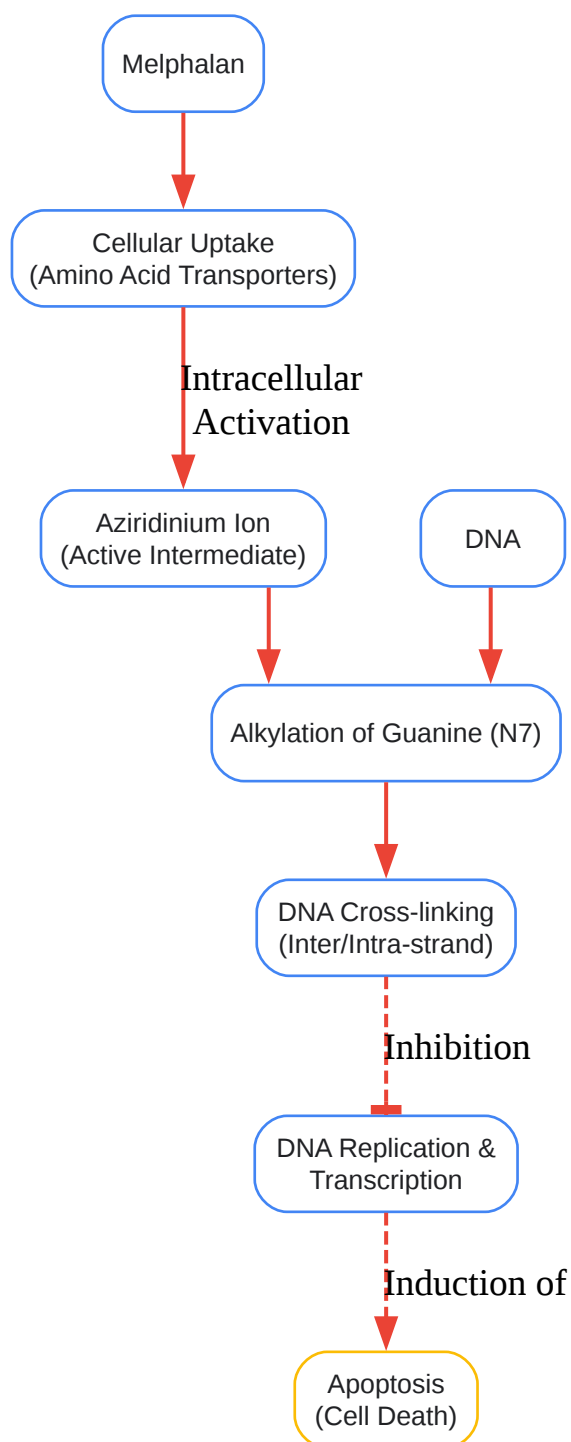 Melphalan
Cellular Uptake
(Amino Acid Transporters)
Intracellular
Activation
Aziridinium Ion
(Active Intermediate)
DNA
Alkylation of Guanine (N7)
DNA Cross-linking
(Inter/Intra-strand)
Inhibition
DNA Replication &
Transcription
Induction of
Apoptosis
(Cell Death)